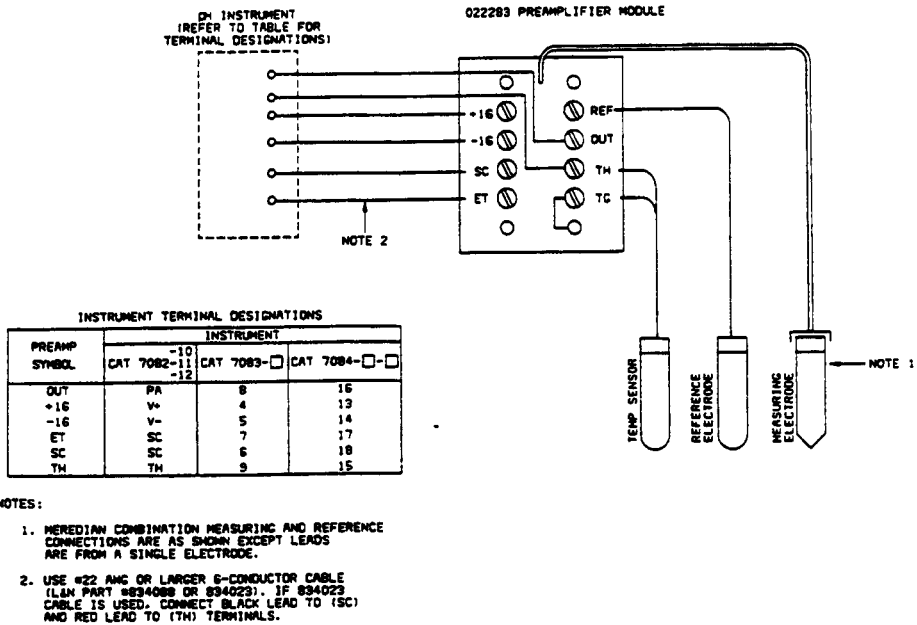 pH INSTRUMENT
(REFER TO TABLE FOR
TERMINAL DESIGNATIONS)
022283 PREAMPLIFIER MODULE
+16
-16
SC
ET
REF
OUT
TH
TG
NOTE 2
TEMP SENSOR
REFERENCE
ELECTRODE
MEASURING
ELECTRODE
NOTE 1
INSTRUMENT TERMINAL DESIGNATIONS
PREAMP SYMBOL INSTRUMENT
CAT 7082-10 -11 -12 CAT 7083-☐ CAT 7084-☐-☐
OUT PA 8 16
+16 V+ 4 13
-16 V- 5 14
ET SC 7 17
SC SC 6 18
TH TH 9 15
NOTES:
1. MEREDIAN COMBINATION MEASURING AND REFERENCE
CONNECTIONS ARE AS SHOWN EXCEPT LEADS
ARE FROM A SINGLE ELECTRODE.
2. USE #22 AWG OR LARGER 6-CONDUCTOR CABLE
(L&N PART #834088 OR 834023). IF 834023
CABLE IS USED, CONNECT BLACK LEAD TO (SC)
AND RED LEAD TO (TH) TERMINALS.